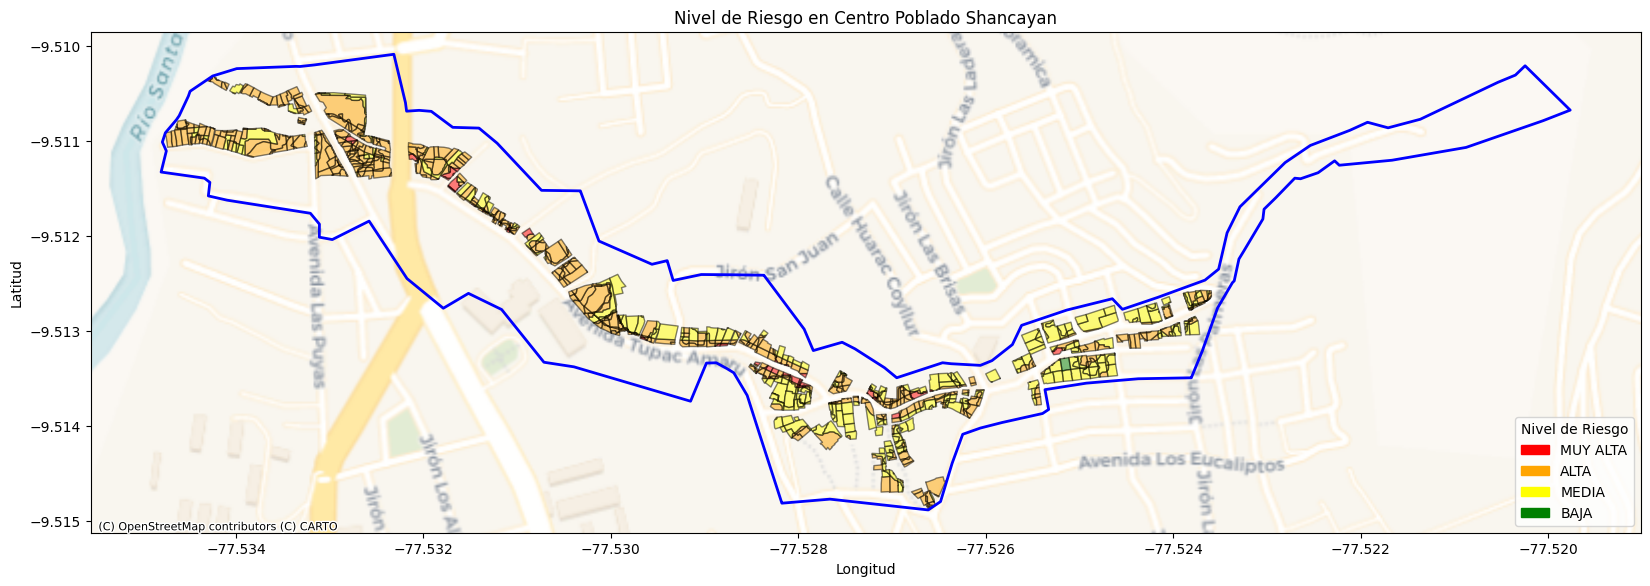 Nivel de Riesgo en Centro Poblado Shancayan
Latitud
−9.510
−9.511
−9.512
−9.513
−9.514
−9.515
Río Santa
Jirón Las Ladera
orámica
Jirón San Juan
Calle Huarac Coyllur
Jirón Las Brisas
Avenida Las Puyas
Avenida Tupac Amaru
Avenida Los Eucaliptos
Jirón
Jirón Los Al
Jirón La
Nivel de Riesgo
MUY ALTA
ALTA
MEDIA
BAJA
(C) OpenStreetMap contributors (C) CARTO
−77.534
−77.532
−77.530
−77.528
−77.526
−77.524
−77.522
−77.520
Longitud